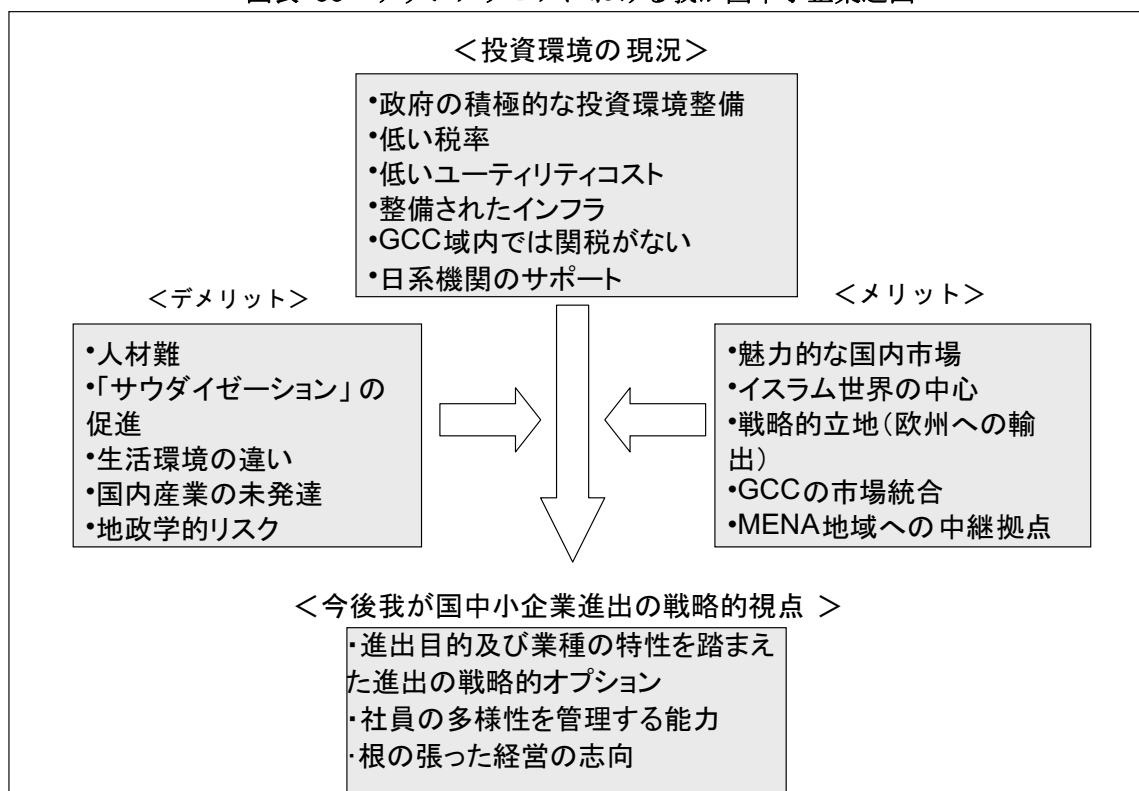 ＜投資環境の現況＞
•政府の積極的な投資環境整備
•低い税率
•低いユーティリティコスト
•整備されたインフラ
•GCC域内では関税がない
•日系機関のサポート
＜デメリット＞
•人材難
•「サウダイゼーション」の
促進
•生活環境の違い
•国内産業の未発達
•地政学的リスク
＜メリット＞
•魅力的な国内市場
•イスラム世界の中心
•戦略的立地（欧州への輸
出）
•GCCの市場統合
•MENA地域への中継拠点
＜今後我が国中小企業進出の戦略的視点 ＞
・進出目的及び業種の特性を踏まえ
た進出の戦略的オプション
・社員の多様性を管理する能力
・根の張った経営の志向